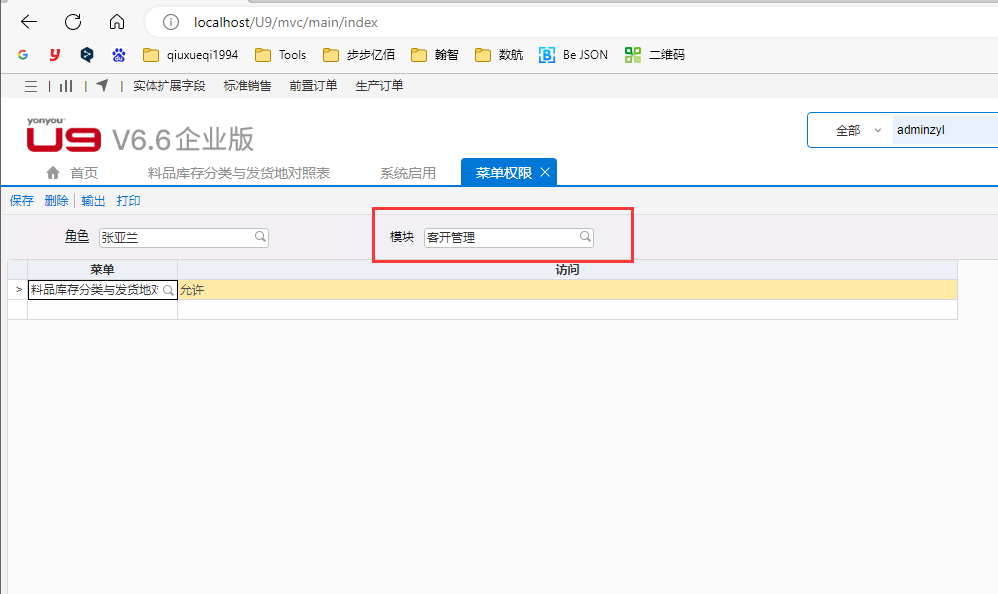 localhost/U9/mvc/main/index
qiuxueqi1994 Tools 步步亿佰 翰智 数航 Be JSON 二维码
实体扩展字段 标准销售 前置订单 生产订单
yonyou
U9 V6.6企业版
全部 adminzyl
首页 料品库存分类与发货地对照表 系统启用 菜单权限
保存 删除 输出 打印
角色 张亚兰 模块 客开管理
菜单 访问
> 料品库存分类与发货地 允许